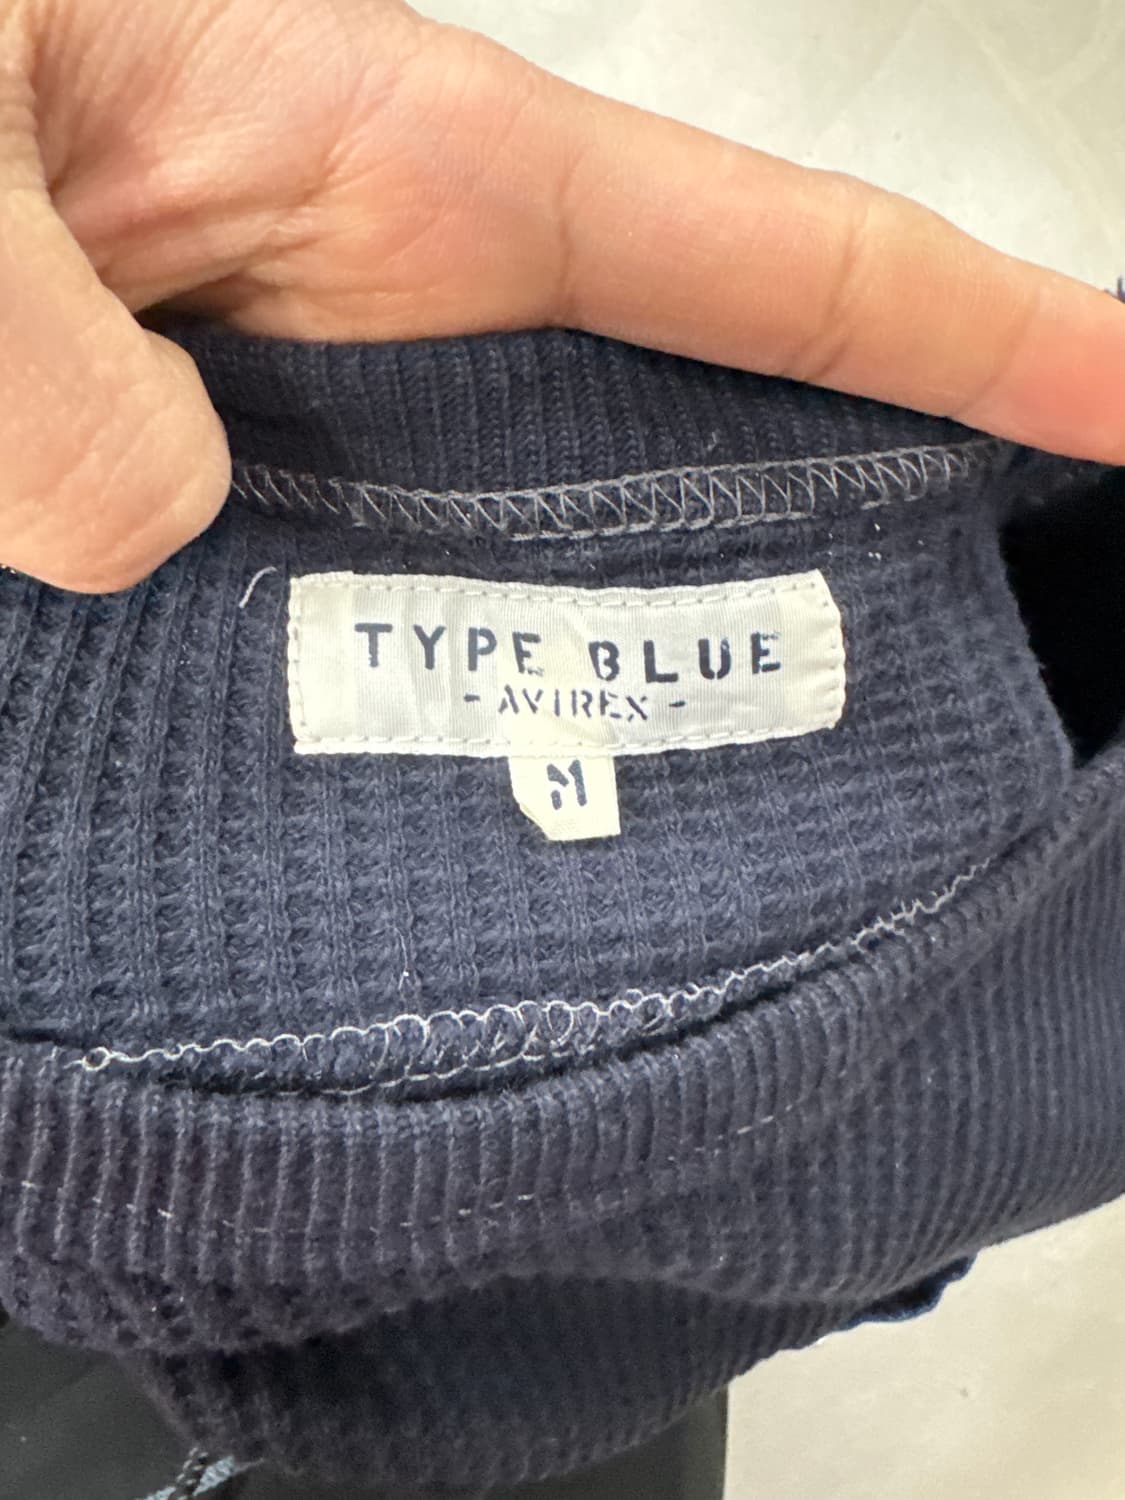 TYPE BLUE
- AVIREX -
M